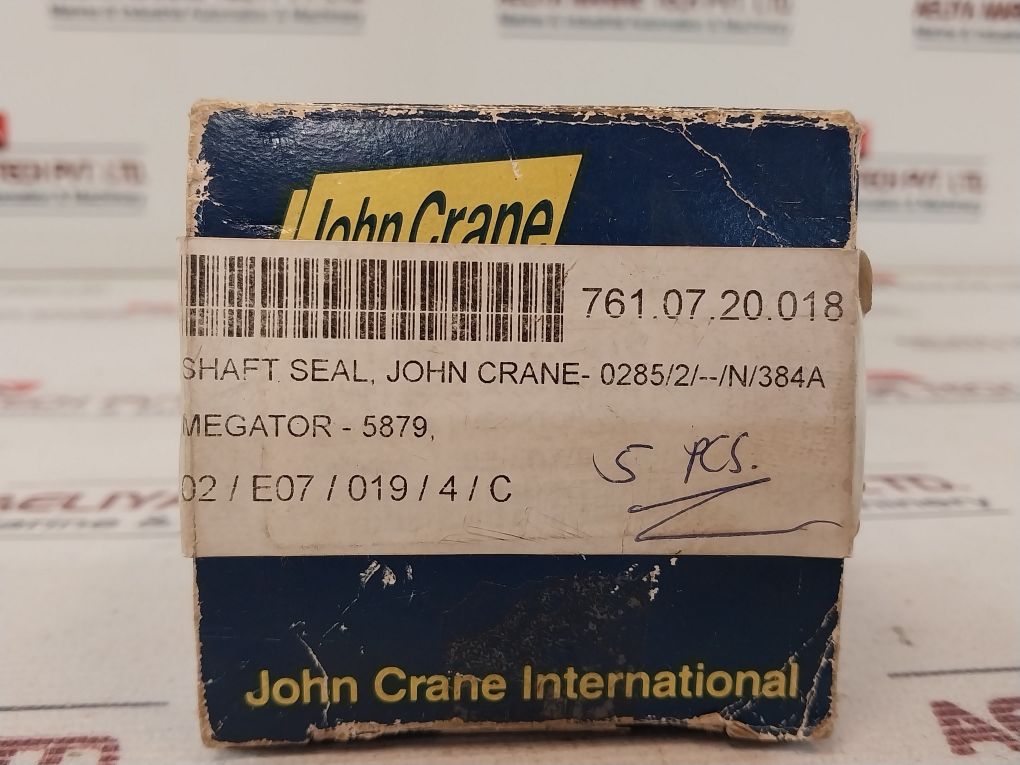 John Crane
761.07.20.018
SHAFT SEAL, JOHN CRANE- 0285/2/--/N/384A
MEGATOR - 5879,
02 / E07 / 019 / 4 / C
5 PCS.
John Crane International